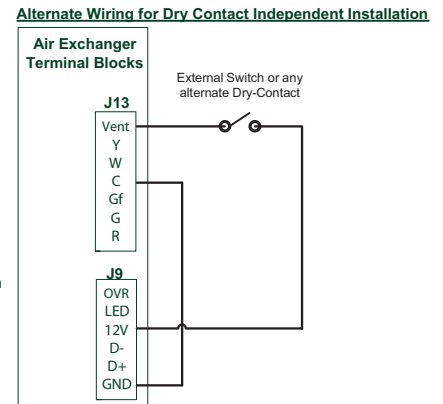 Alternate Wiring for Dry Contact Independent Installation
Air Exchanger
Terminal Blocks
External Switch or any
alternate Dry-Contact
J13
Vent
Y
W
C
Gf
G
R
J9
OVR
LED
12V
D-
D+
GND